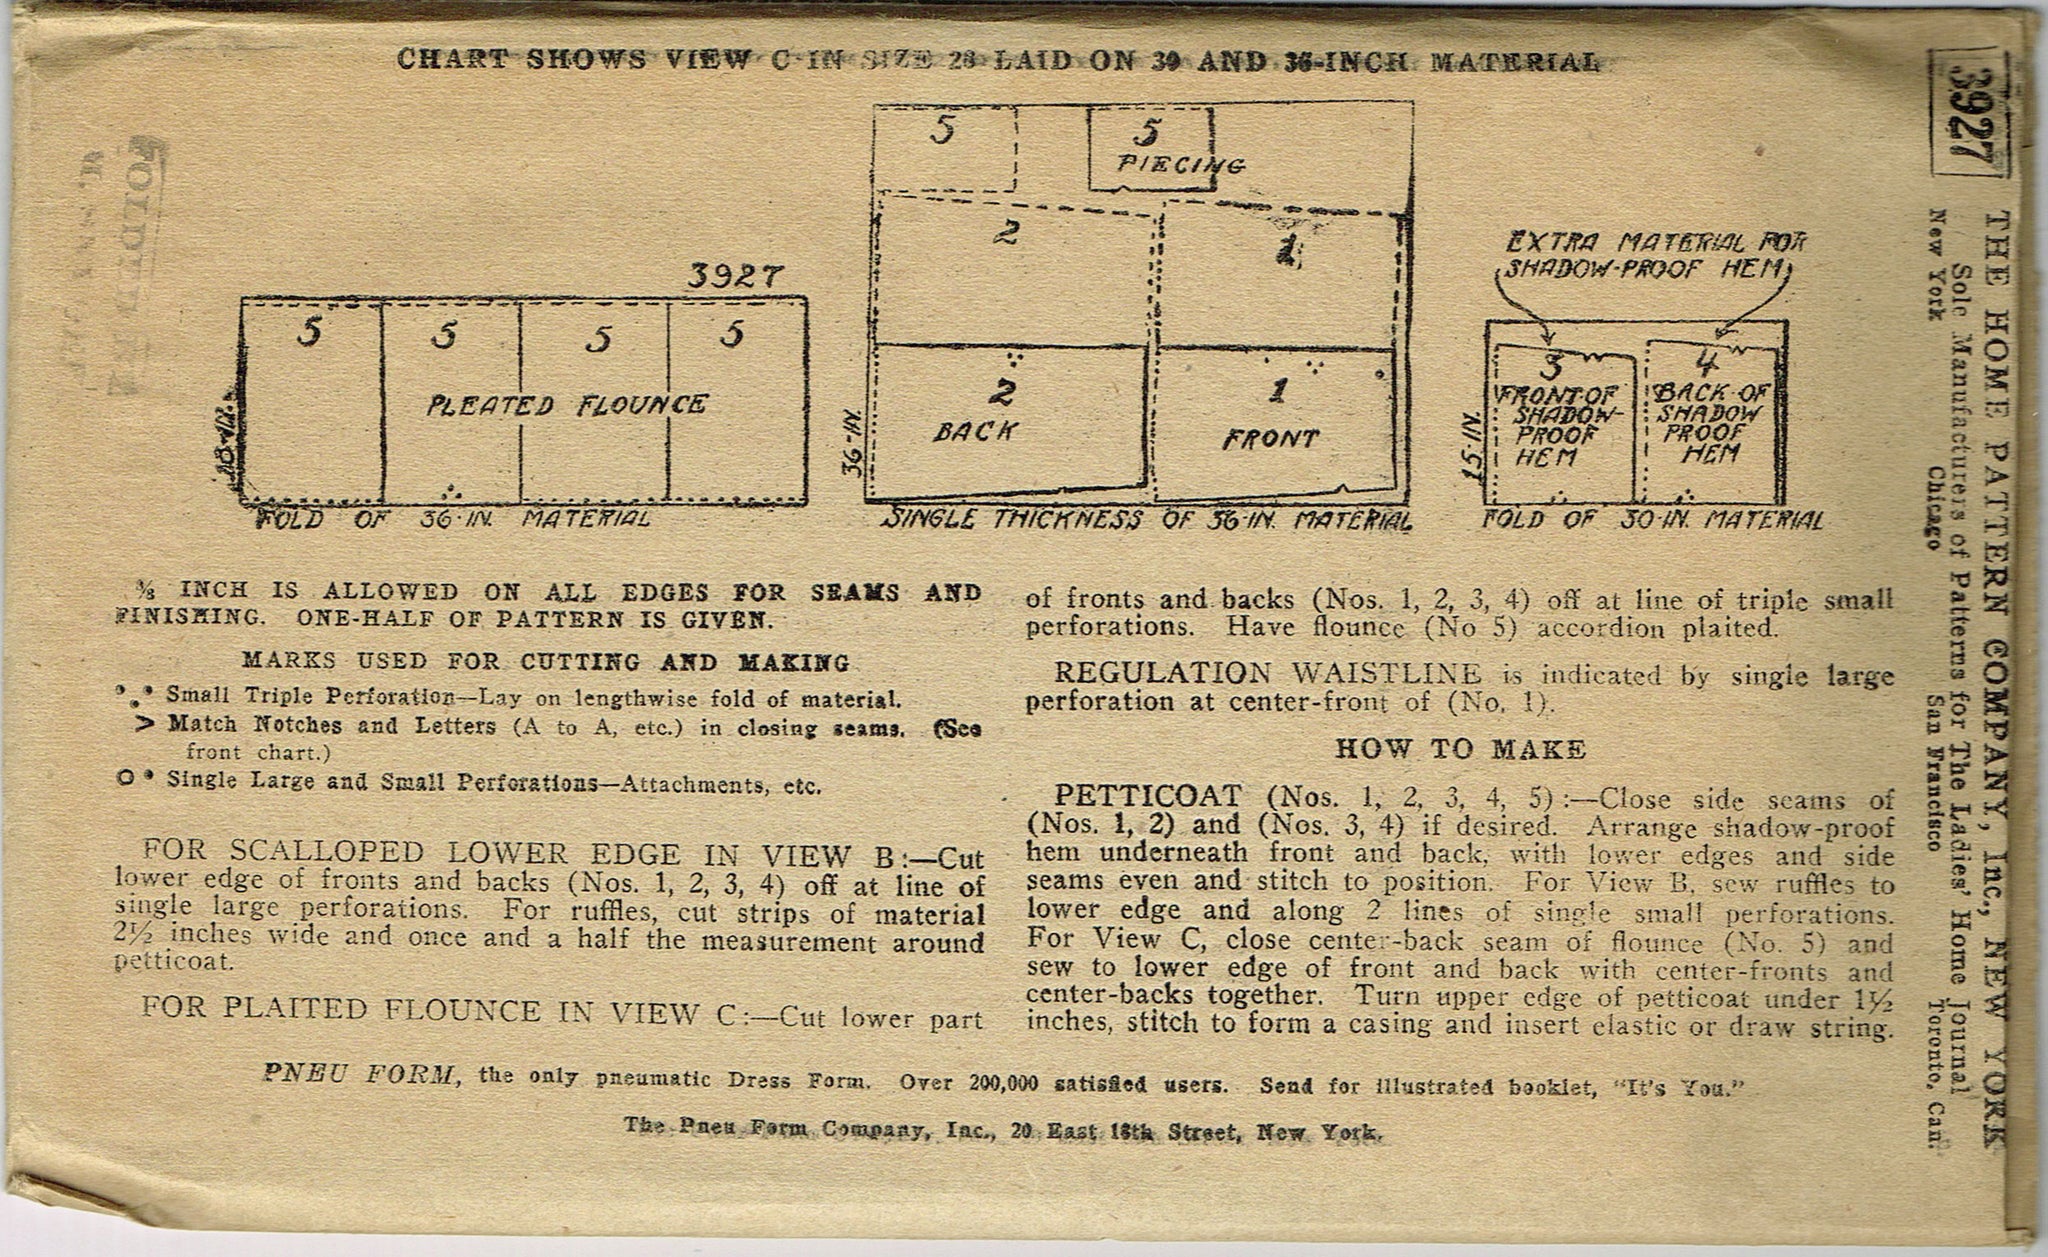 CHART SHOWS VIEW C IN SIZE 28 LAID ON 30 AND 36-INCH MATERIAL
3927
5 5 5 5
PLEATED FLOUNCE
18-IN.
FOLD OF 36-IN. MATERIAL
5 5
PIECING
2 1
2 1
BACK FRONT
36-IN.
SINGLE THICKNESS OF 36-IN. MATERIAL
EXTRA MATERIAL FOR
SHADOW-PROOF HEM
3 4
FRONT OF
SHADOW-
PROOF
HEM
BACK OF
SHADOW
PROOF
HEM
15-IN.
FOLD OF 30-IN. MATERIAL
⅜ INCH IS ALLOWED ON ALL EDGES FOR SEAMS AND
FINISHING. ONE-HALF OF PATTERN IS GIVEN.
MARKS USED FOR CUTTING AND MAKING
Small Triple Perforation—Lay on lengthwise fold of material.
> Match Notches and Letters (A to A, etc.) in closing seams. (See
front chart.)
Single Large and Small Perforations—Attachments, etc.
FOR SCALLOPED LOWER EDGE IN VIEW B:—Cut
lower edge of fronts and backs (Nos. 1, 2, 3, 4) off at line of
single large perforations. For ruffles, cut strips of material
2½ inches wide and once and a half the measurement around
petticoat.
FOR PLAITED FLOUNCE IN VIEW C:—Cut lower part
of fronts and backs (Nos. 1, 2, 3, 4) off at line of triple small
perforations. Have flounce (No 5) accordion plaited.
REGULATION WAISTLINE is indicated by single large
perforation at center-front of (No. 1).
HOW TO MAKE
PETTICOAT (Nos. 1, 2, 3, 4, 5):—Close side seams of
(Nos. 1, 2) and (Nos. 3, 4) if desired. Arrange shadow-proof
hem underneath front and back, with lower edges and side
seams even and stitch to position. For View B, sew ruffles to
lower edge and along 2 lines of single small perforations.
For View C, close center-back seam of flounce (No. 5) and
sew to lower edge of front and back with center-fronts and
center-backs together. Turn upper edge of petticoat under 1½
inches, stitch to form a casing and insert elastic or draw string.
PNEU FORM, the only pneumatic Dress Form. Over 200,000 satisfied users. Send for illustrated booklet, "It's You."
The Pneu Form Company, Inc., 20 East 18th Street, New York.
3927
THE HOME PATTERN COMPANY, Inc., NEW YORK
Sole Manufacturers of Patterns for The Ladies' Home Journal
New York Chicago San Francisco Toronto, Can.